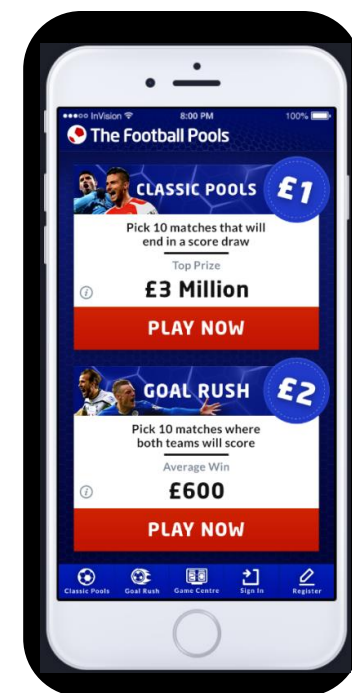 InVision 8:00 PM 100%
The Football Pools
CLASSIC POOLS £1
Pick 10 matches that will
end in a score draw
Top Prize
£3 Million
PLAY NOW
GOAL RUSH £2
Pick 10 matches where
both teams will score
Average Win
£600
PLAY NOW
Classic Pools Goal Rush Game Centre Sign In Register